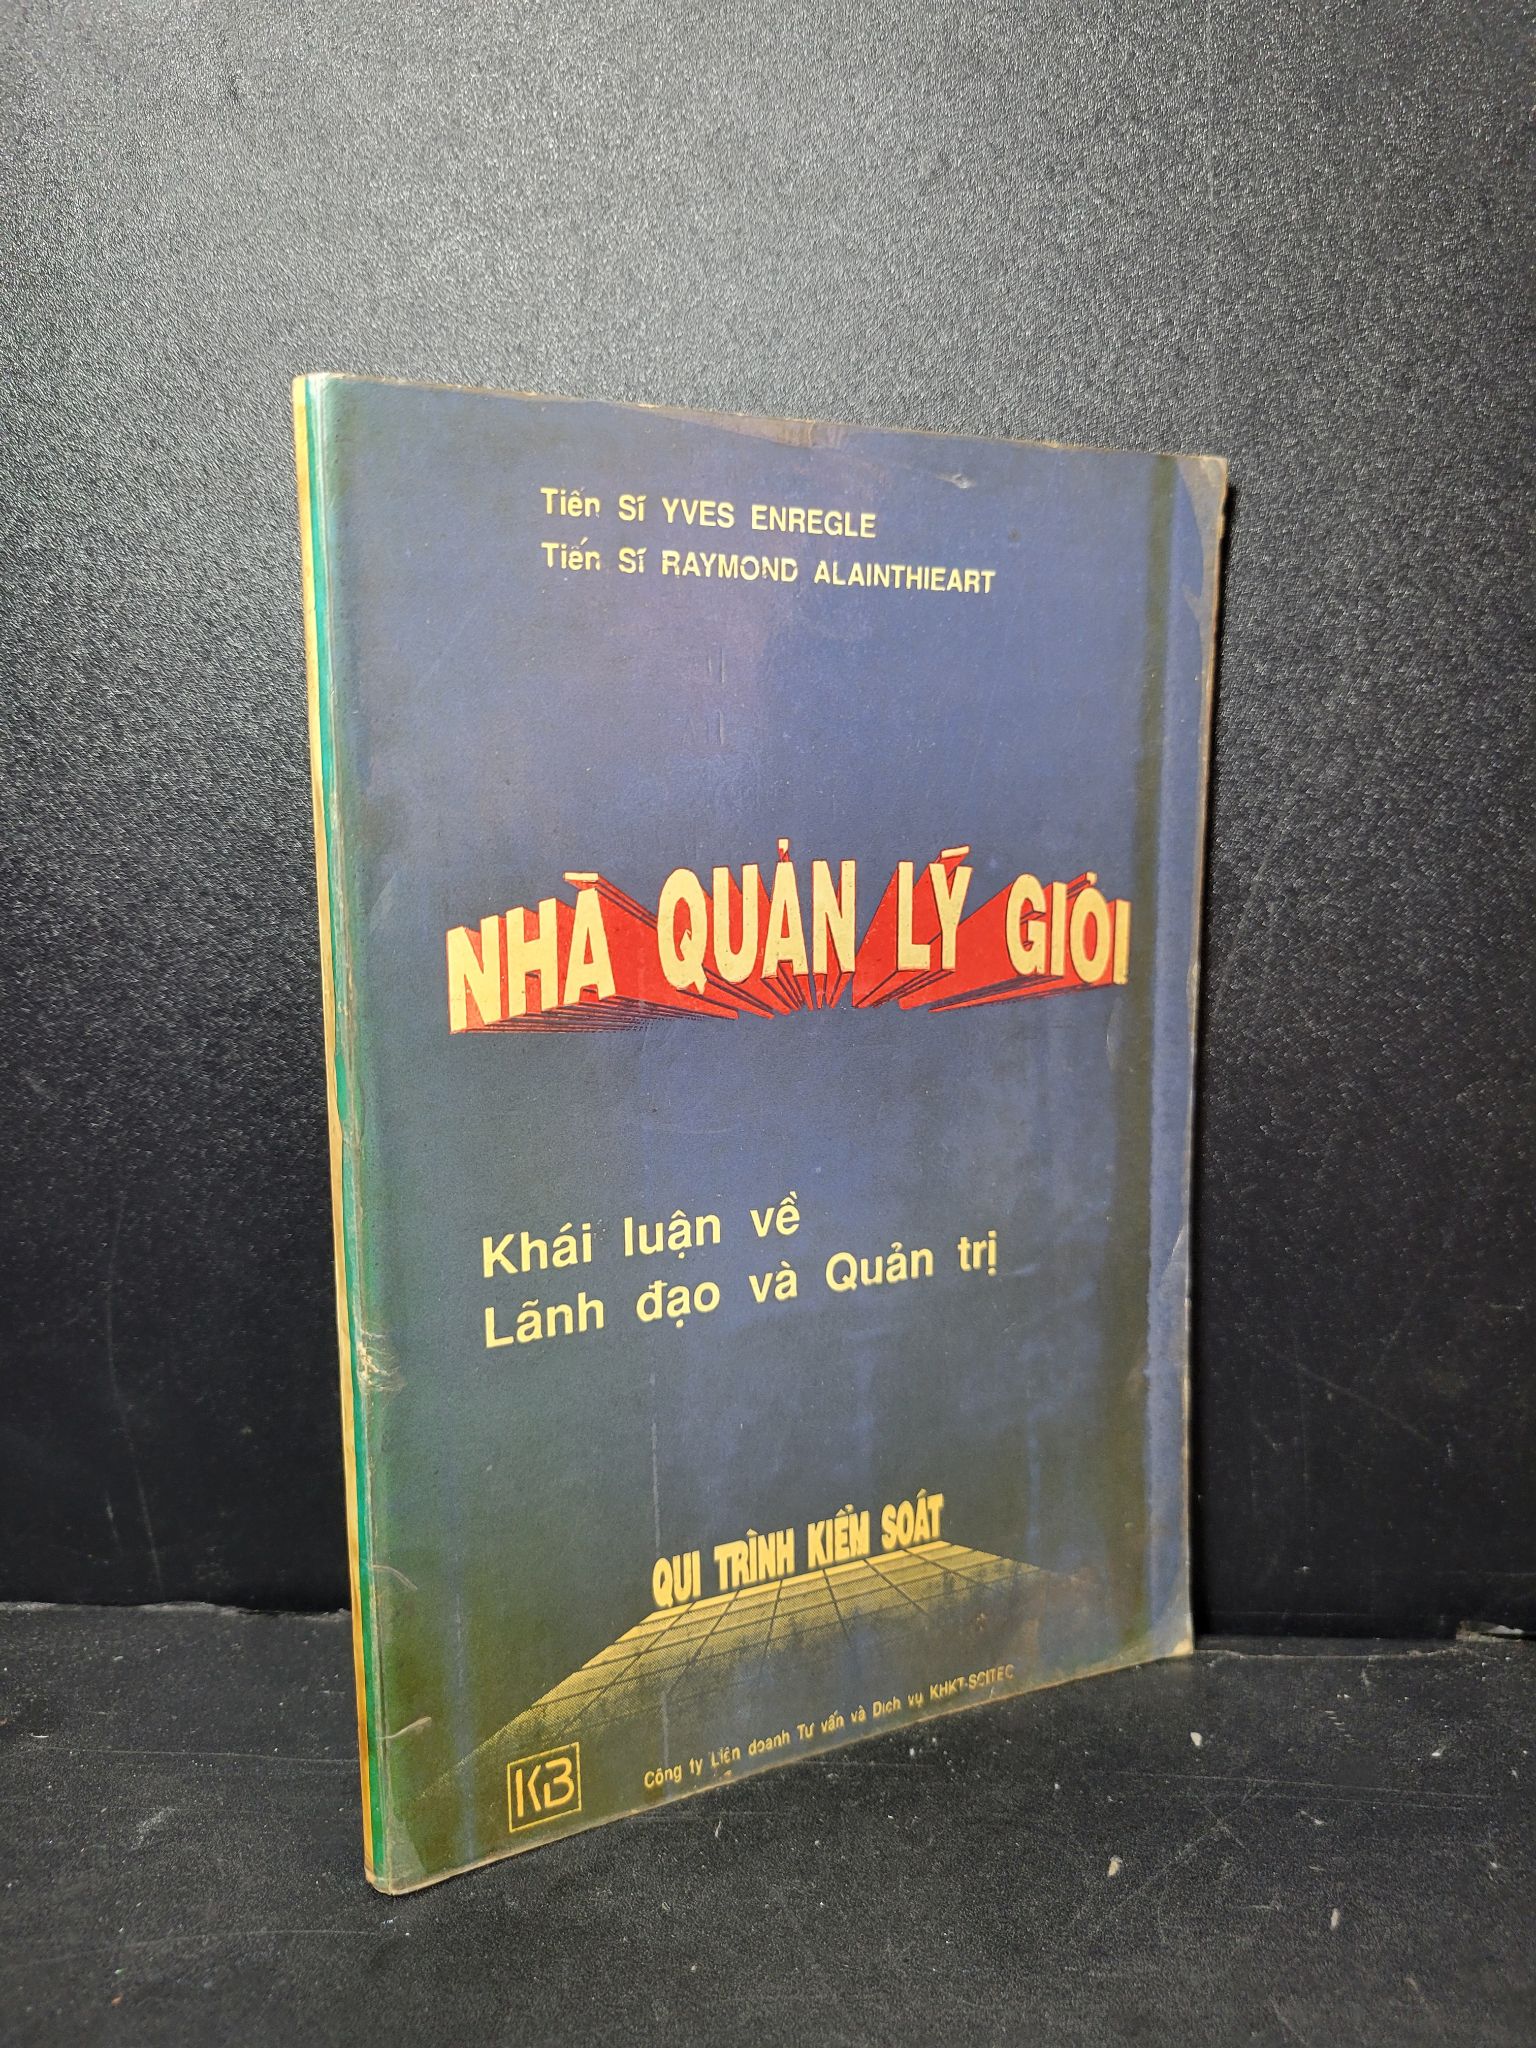 Tiến Sĩ YVES ENREGLE
Tiến Sĩ RAYMOND ALAINTHIEART
NHÀ QUẢN LÝ GIỎI
Khái luận về
Lãnh đạo và Quản trị
QUI TRÌNH KIỂM SOÁT
KB
Công ty Liên doanh Tư vấn và Dịch vụ KHKT-SCITEC